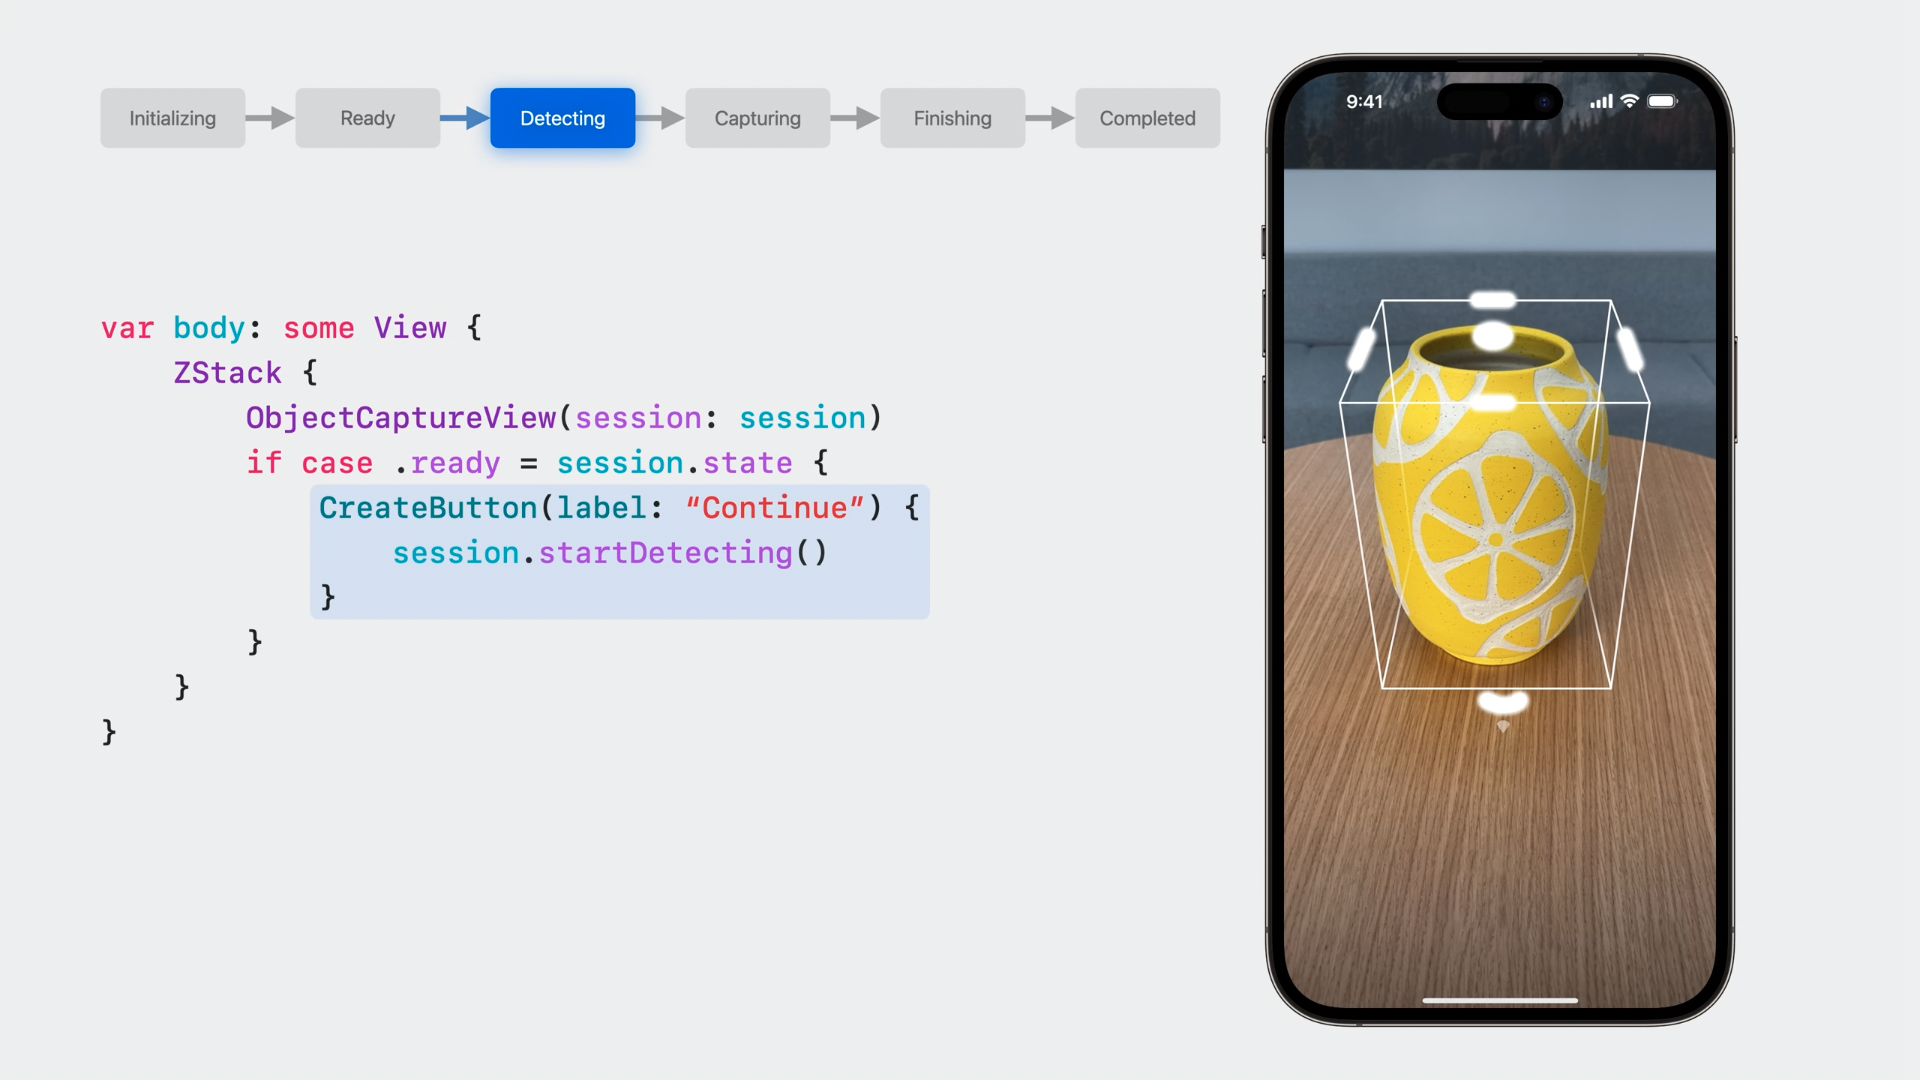 Initializing
Ready
Detecting
Capturing
Finishing
Completed
var body: some View {
    ZStack {
        ObjectCaptureView(session: session)
        if case .ready = session.state {
            CreateButton(label: “Continue”) {
                session.startDetecting()
            }
        }
    }
}
9:41